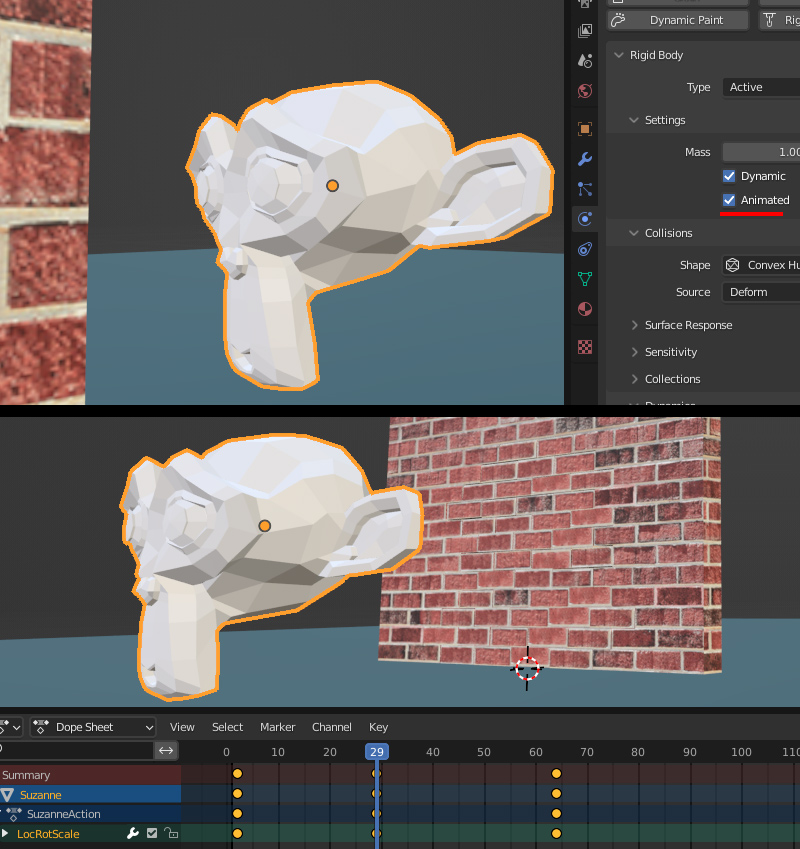 Dynamic Paint
Rig
Rigid Body
Type Active
Settings
Mass 1.00
Dynamic
Animated
Collisions
Shape Convex Hu
Source Deform
Surface Response
Sensitivity
Collections
Dynamics
Dope Sheet View Select Marker Channel Key
0 10 20 29 40 50 60 70 80 90 100 110
Summary
Suzanne
SuzanneAction
LocRotScale